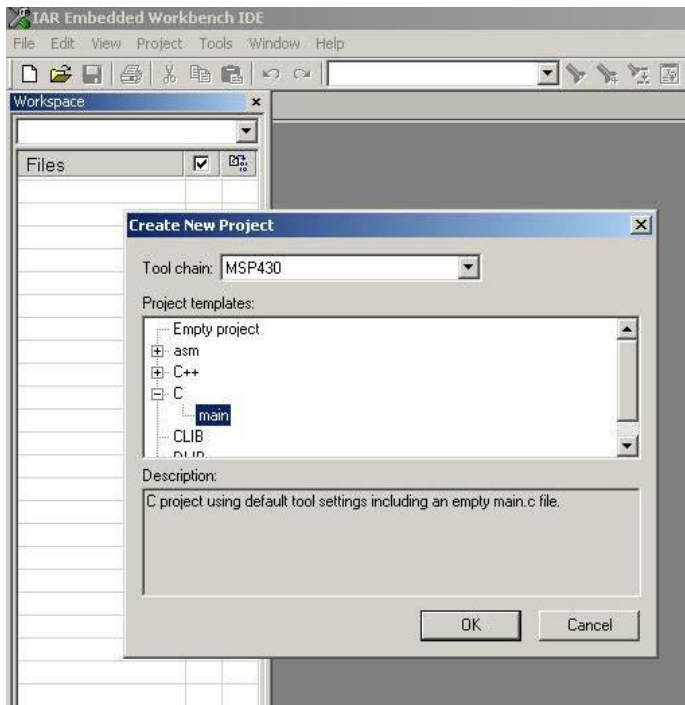 IAR Embedded Workbench IDE
File Edit View Project Tools Window Help
Workspace
Files
Create New Project
Tool chain: MSP430
Project templates:
Empty project
asm
C++
C
main
CLIB
DLIB
Description:
C project using default tool settings including an empty main.c file.
OK Cancel